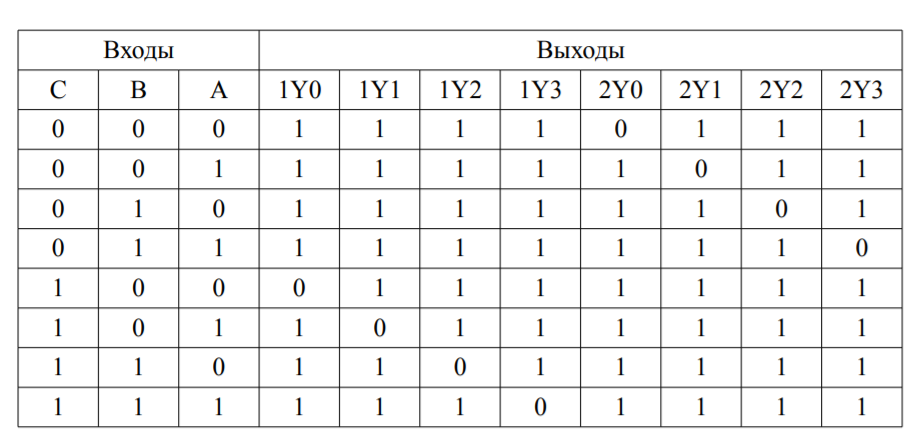 Входы Выходы
C B A 1Y0 1Y1 1Y2 1Y3 2Y0 2Y1 2Y2 2Y3
0 0 0 1 1 1 1 0 1 1 1
0 0 1 1 1 1 1 1 0 1 1
0 1 0 1 1 1 1 1 1 0 1
0 1 1 1 1 1 1 1 1 1 0
1 0 0 0 1 1 1 1 1 1 1
1 0 1 1 0 1 1 1 1 1 1
1 1 0 1 1 0 1 1 1 1 1
1 1 1 1 1 1 0 1 1 1 1